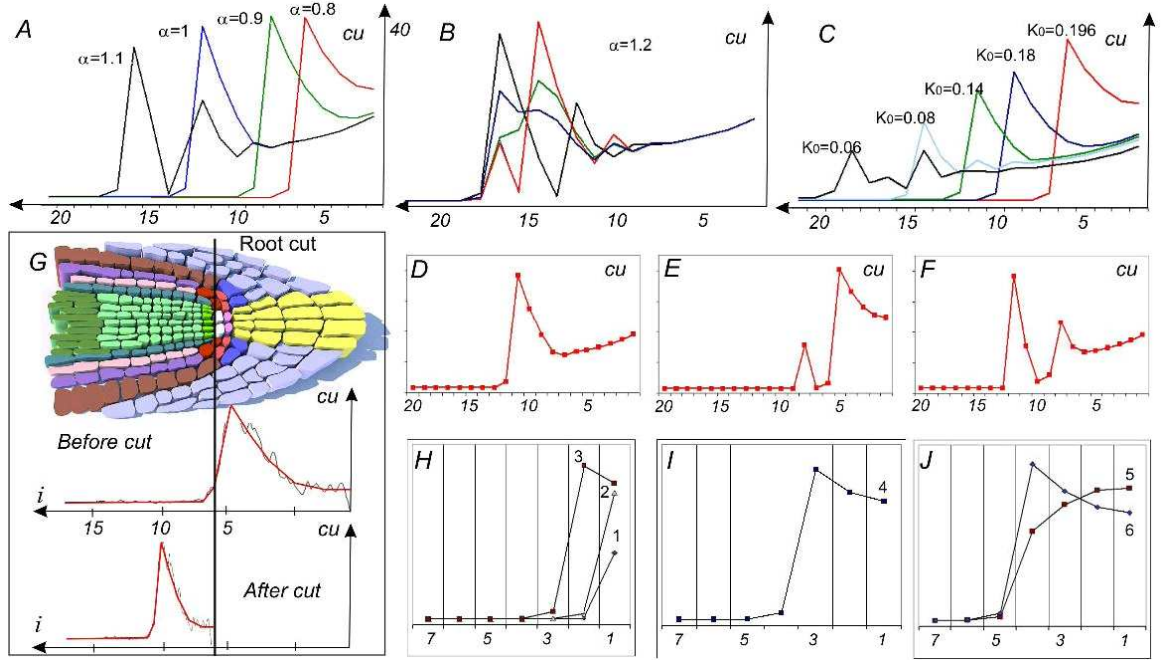 A
α=1.1
α=1
α=0.9
α=0.8
cu
20
15
10
5
40
B
α=1.2
cu
20
15
10
5
C
K0=0.06
K0=0.08
K0=0.14
K0=0.18
K0=0.196
cu
20
15
10
5
G
Root cut
Before cut
cu
i
15
10
5
After cut
cu
i
D
cu
20
15
10
5
E
cu
20
15
10
5
F
cu
20
15
10
5
H
3
2
1
7
5
3
1
I
4
7
5
3
1
J
5
6
7
5
3
1